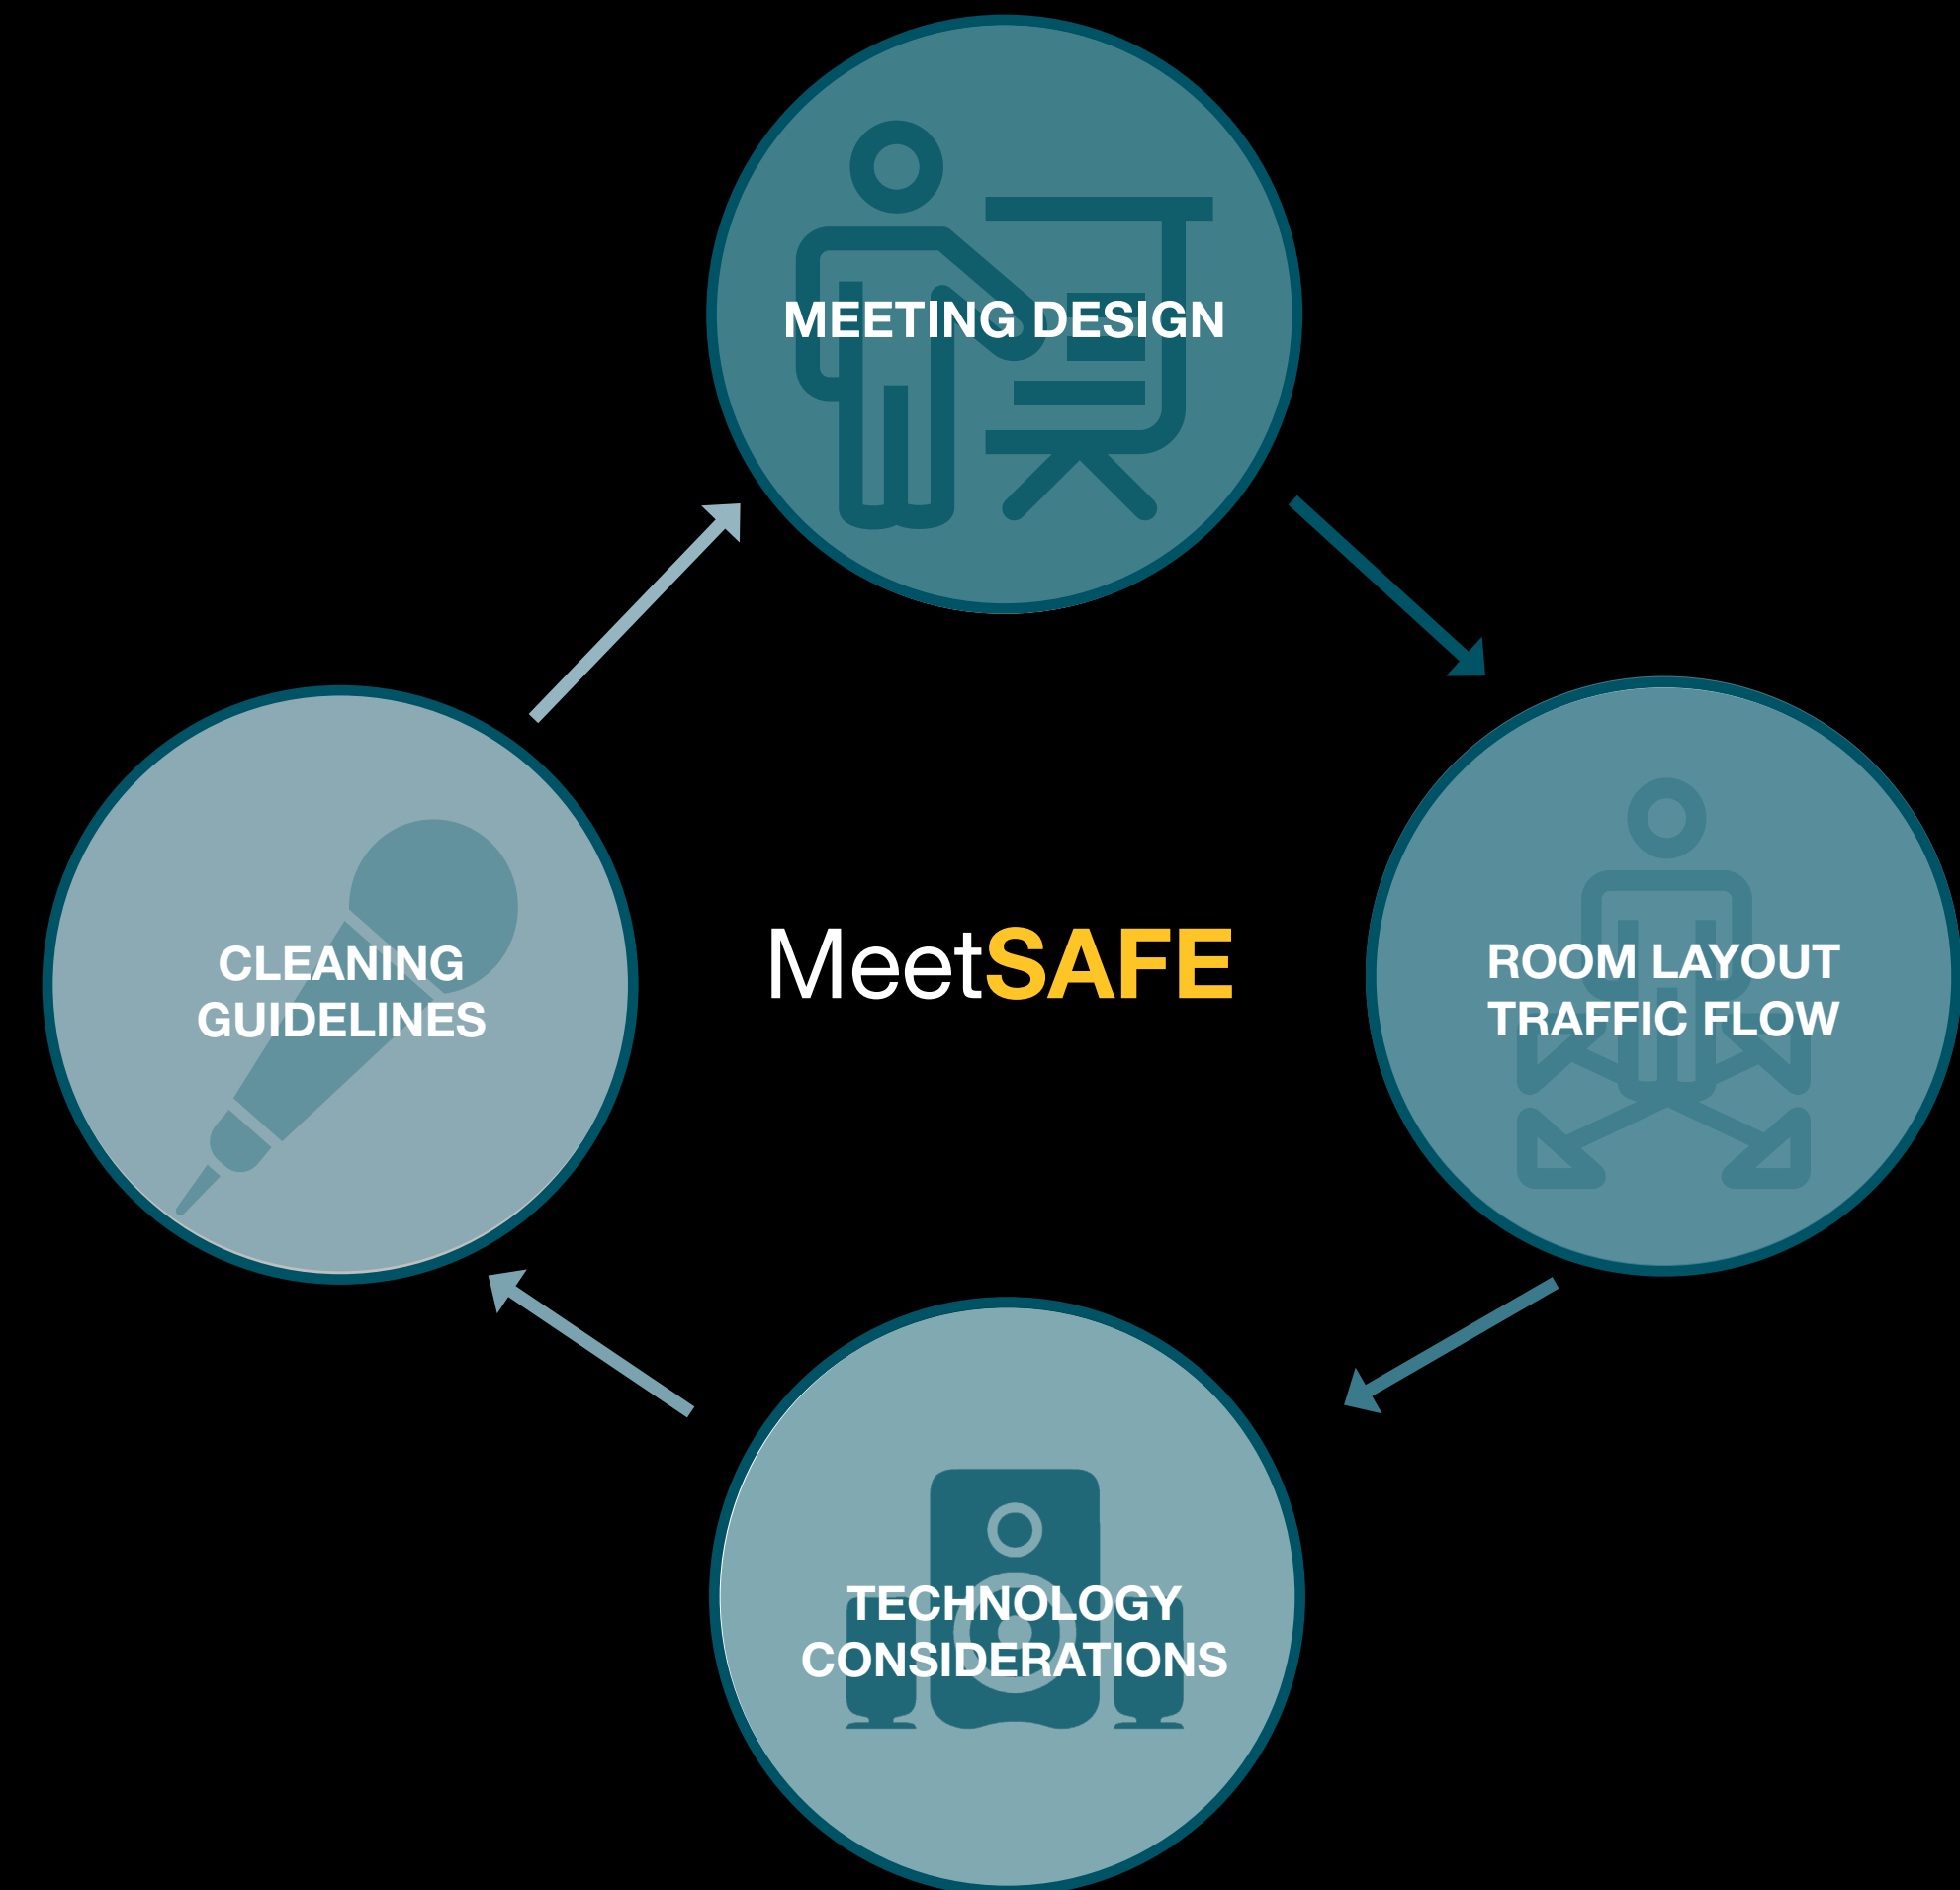 MEETING DESIGN
CLEANING
GUIDELINES
MeetSAFE
ROOM LAYOUT
TRAFFIC FLOW
TECHNOLOGY
CONSIDERATIONS